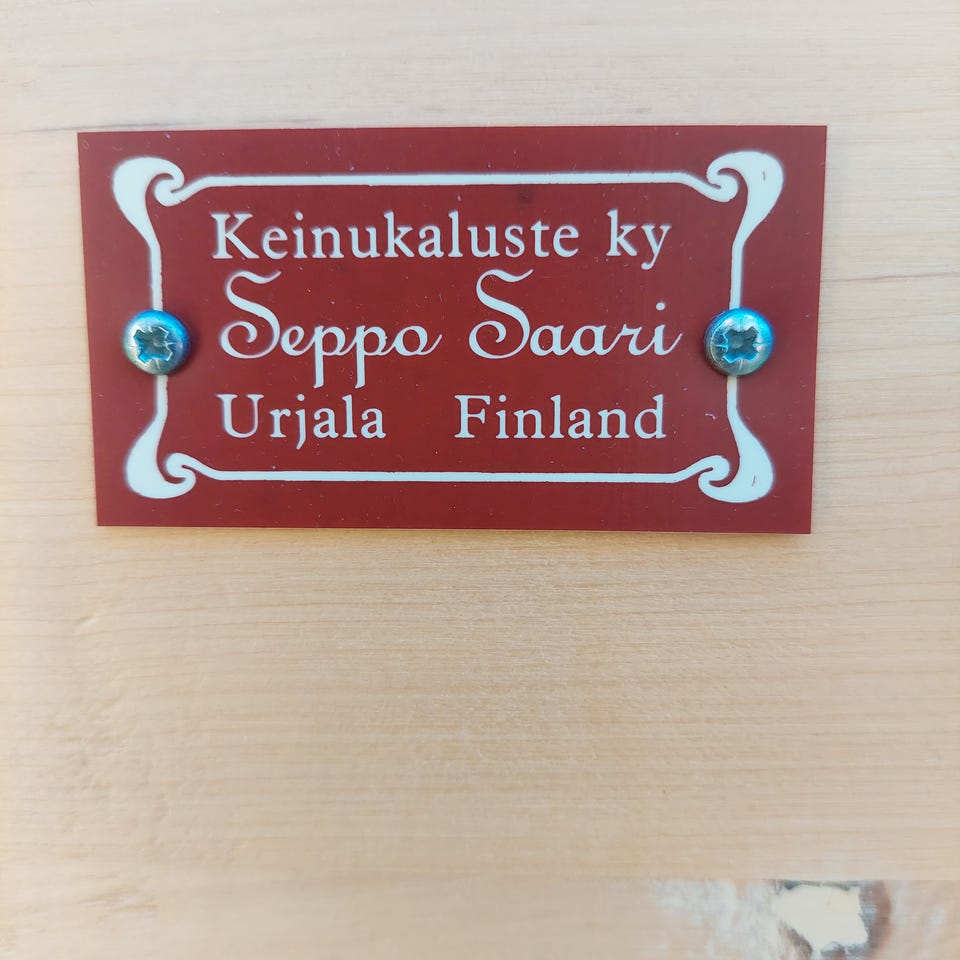 Keinukaluste ky
Seppo Saari
Urjala Finland